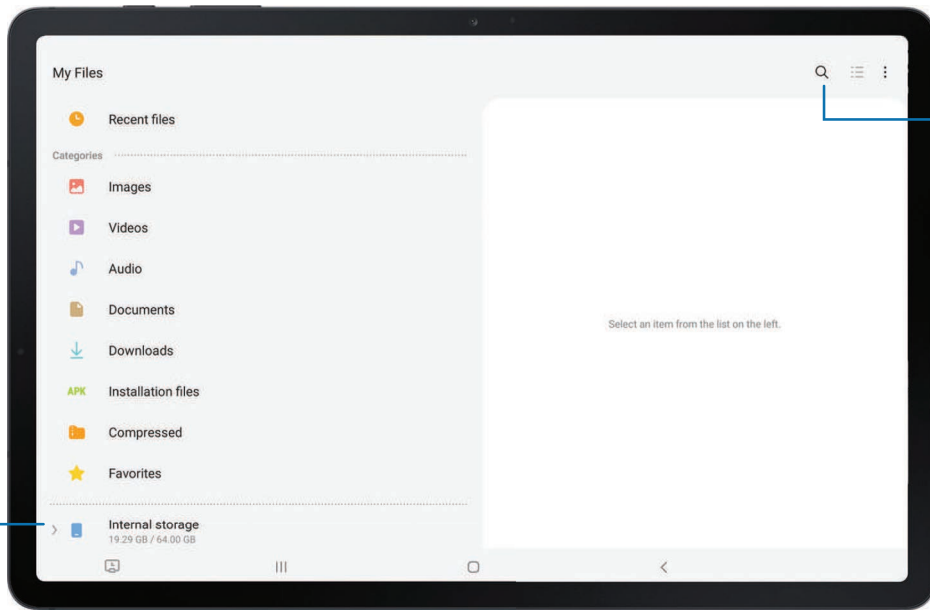 My Files
Recent files
Categories
Images
Videos
Audio
Documents
Downloads
APK Installation files
Compressed
Favorites
Internal storage
19.29 GB / 64.00 GB
Select an item from the list on the left.